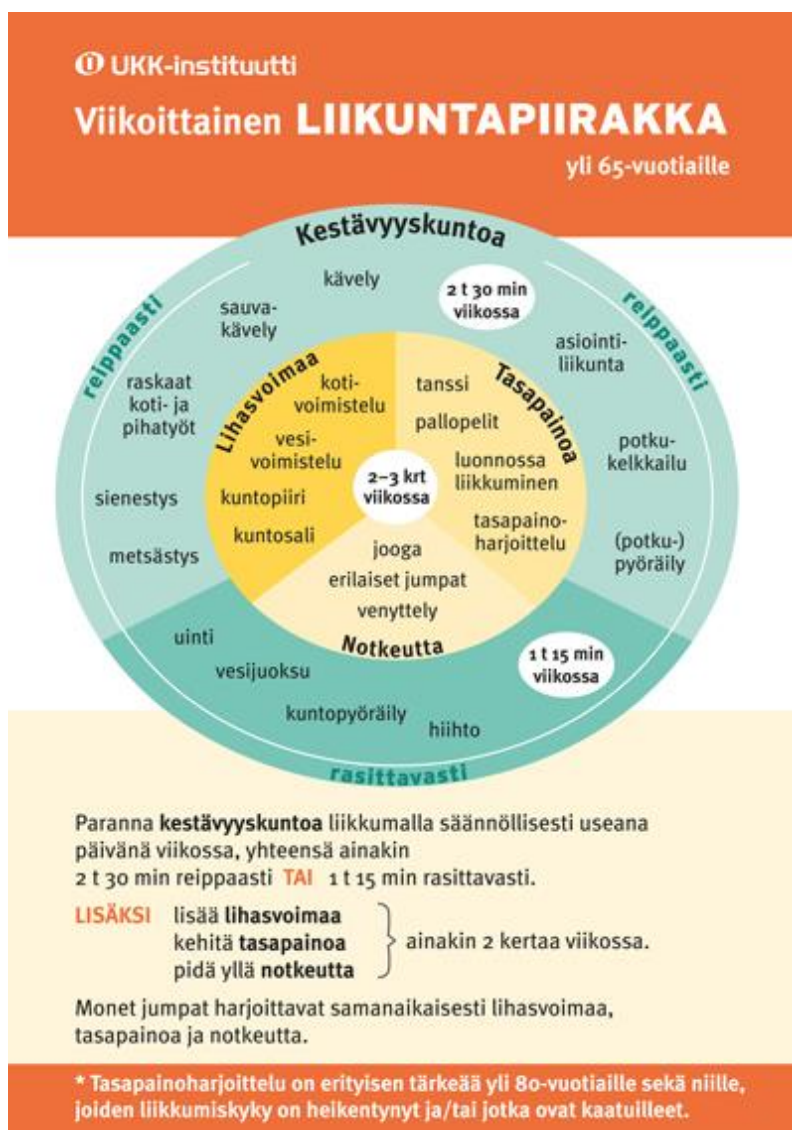 UKK-instituutti
Viikoittainen LIIKUNTAPIIRAKKA
yli 65-vuotiaille
Kestävyyskuntoa
reippaasti
reippaasti
kävely
2 t 30 min
viikossa
sauva-
kävely
asiointi-
liikunta
raskaat
koti- ja
pihatyöt
potku-
kelkkailu
sienestys
metsästys
(potku-)
pyöräily
Lihasvoimaa
koti-
voimistelu
vesi-
voimistelu
kuntopiiri
kuntosali
Tasapainoa
tanssi
pallopelit
luonnossa
liikkuminen
tasapaino-
harjoittelu
2–3 krt
viikossa
jooga
erilaiset jumpat
venyttely
Notkeutta
uinti
vesijuoksu
kuntopyöräily
hiihto
1 t 15 min
viikossa
rasittavasti
Paranna kestävyyskuntoa liikkumalla säännöllisesti useana
päivänä viikossa, yhteensä ainakin
2 t 30 min reippaasti TAI 1 t 15 min rasittavasti.
LISÄKSI lisää lihasvoimaa
kehitä tasapainoa ainakin 2 kertaa viikossa.
pidä yllä notkeutta
Monet jumpat harjoittavat samanaikaisesti lihasvoimaa,
tasapainoa ja notkeutta.
* Tasapainoharjoittelu on erityisen tärkeää yli 80-vuotiaille sekä niille,
joiden liikkumiskyky on heikentynyt ja/tai jotka ovat kaatuilleet.